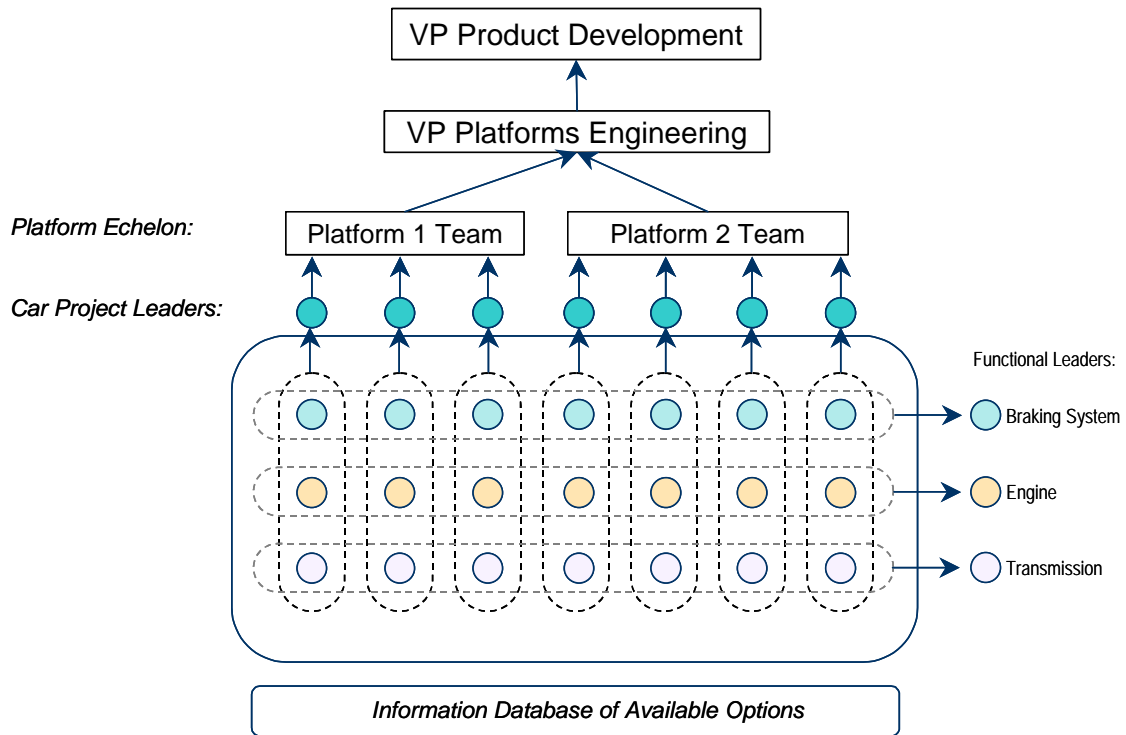 VP Product Development
VP Platforms Engineering
Platform Echelon:
Platform 1 Team
Platform 2 Team
Car Project Leaders:
Functional Leaders:
Braking System
Engine
Transmission
Information Database of Available Options